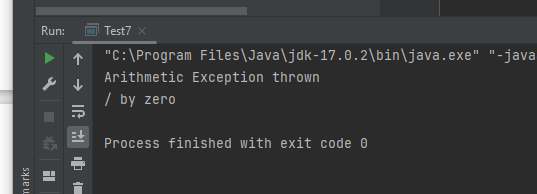 Run: Test7
"C:\Program Files\Java\jdk-17.0.2\bin\java.exe" "-java
Arithmetic Exception thrown
/ by zero
Process finished with exit code 0
marks